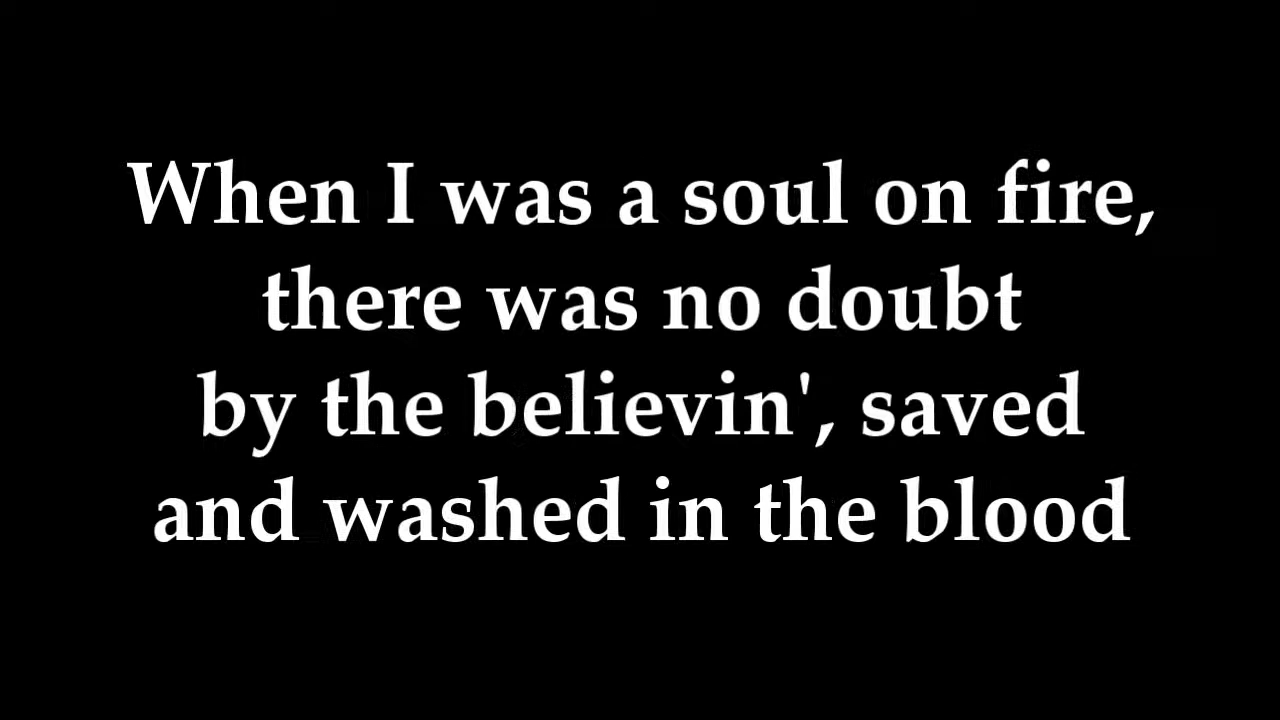 When I was a soul on fire,
there was no doubt
by the believin', saved
and washed in the blood